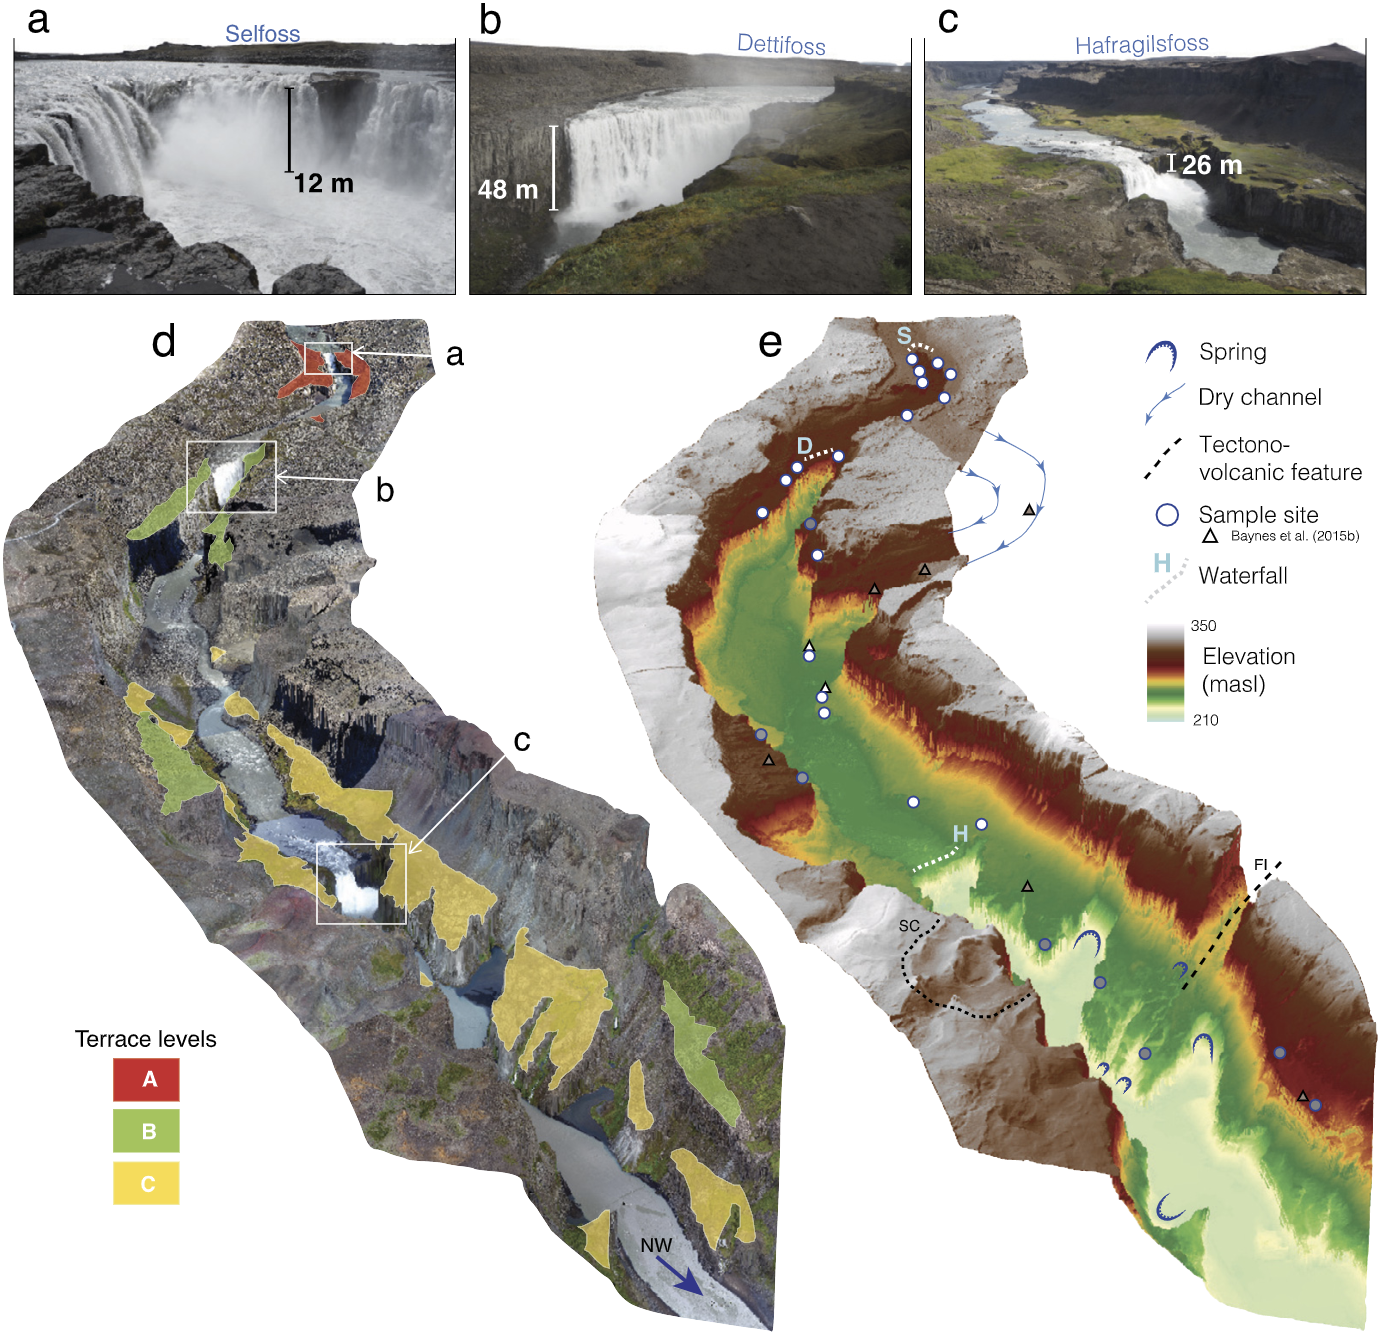 a
Selfoss
12 m
b
Dettifoss
48 m
c
Hafragilsfoss
26 m
d
a
b
c
Terrace levels
A
B
C
NW
e
S
D
H
SC
FI
Spring
Dry channel
Tectono-
volcanic feature
Sample site
Baynes et al. (2015b)
H
Waterfall
350
Elevation
(masl)
210